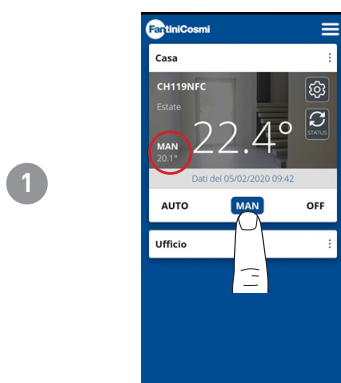 1
FantiniCosmi
Casa
CH119NFC
Estate
22.4°
MAN
20.1°
STATUS
Dati del 05/02/2020 09:42
AUTO MAN OFF
Ufficio